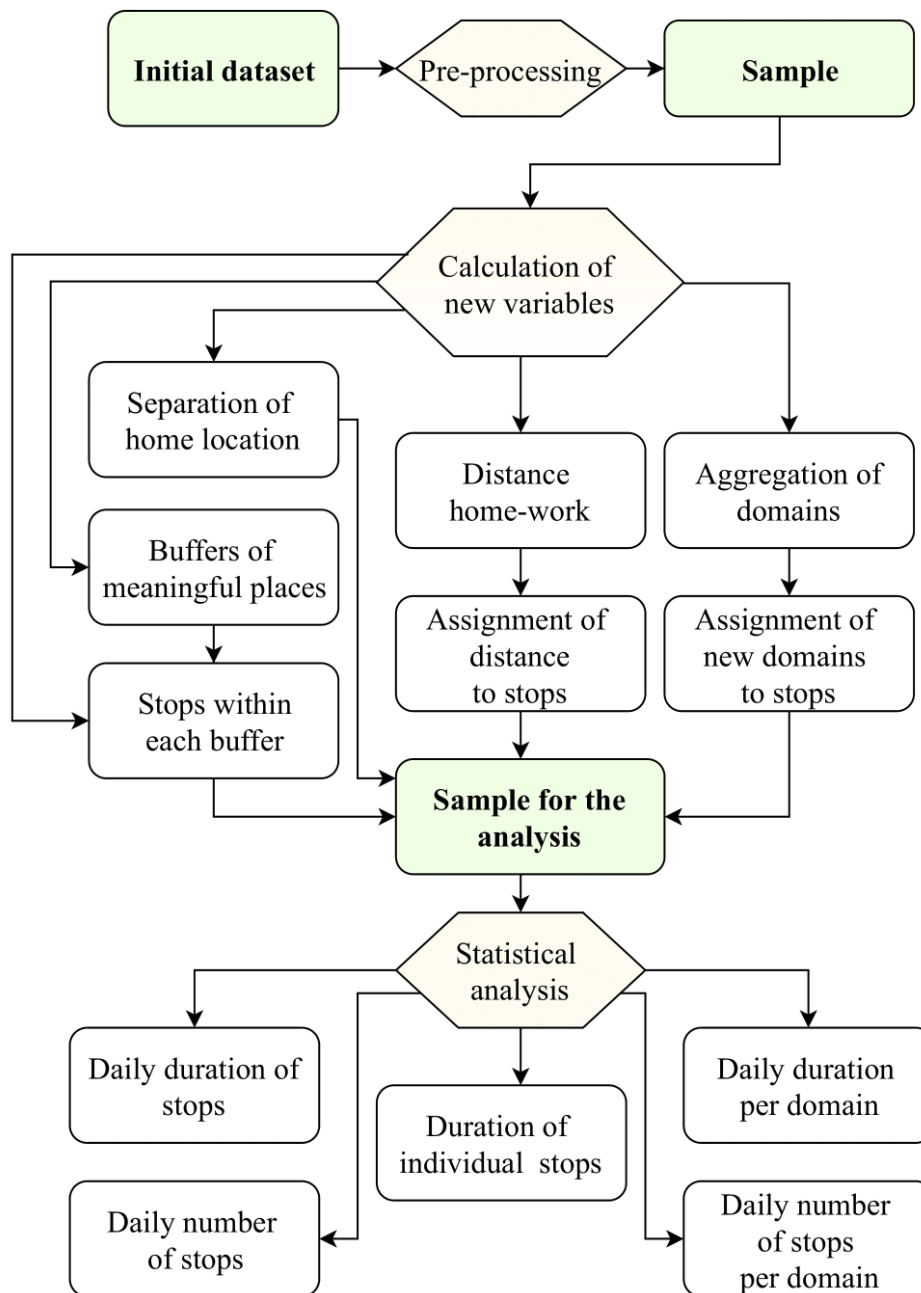 Initial dataset
Pre-processing
Sample
Calculation of
new variables
Separation of
home location
Distance
home-work
Aggregation of
domains
Buffers of
meaningful places
Assignment of
distance
to stops
Assignment of
new domains
to stops
Stops within
each buffer
Sample for the
analysis
Statistical
analysis
Daily duration of
stops
Duration of
individual stops
Daily duration
per domain
Daily number
of stops
Daily number
of stops
per domain